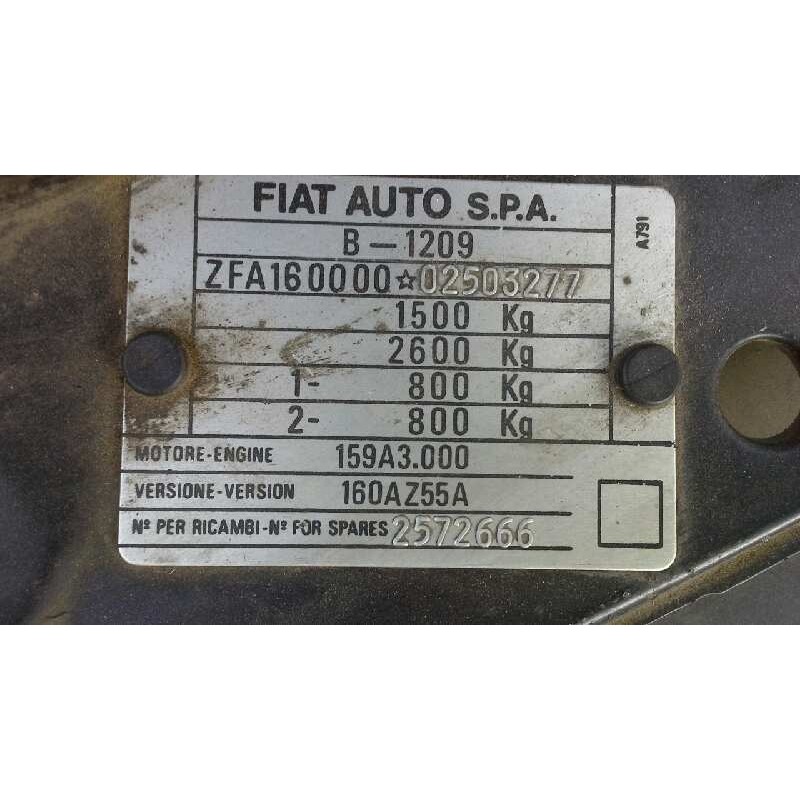 FIAT AUTO S.P.A.
A791
B-1209
ZFA160000☆02503277
1500 Kg
2600 Kg
1- 800 Kg
2- 800 Kg
MOTORE-ENGINE 159A3.000
VERSIONE-VERSION 160AZ55A
Nº PER RICAMBI-Nº FOR SPARES 2572666